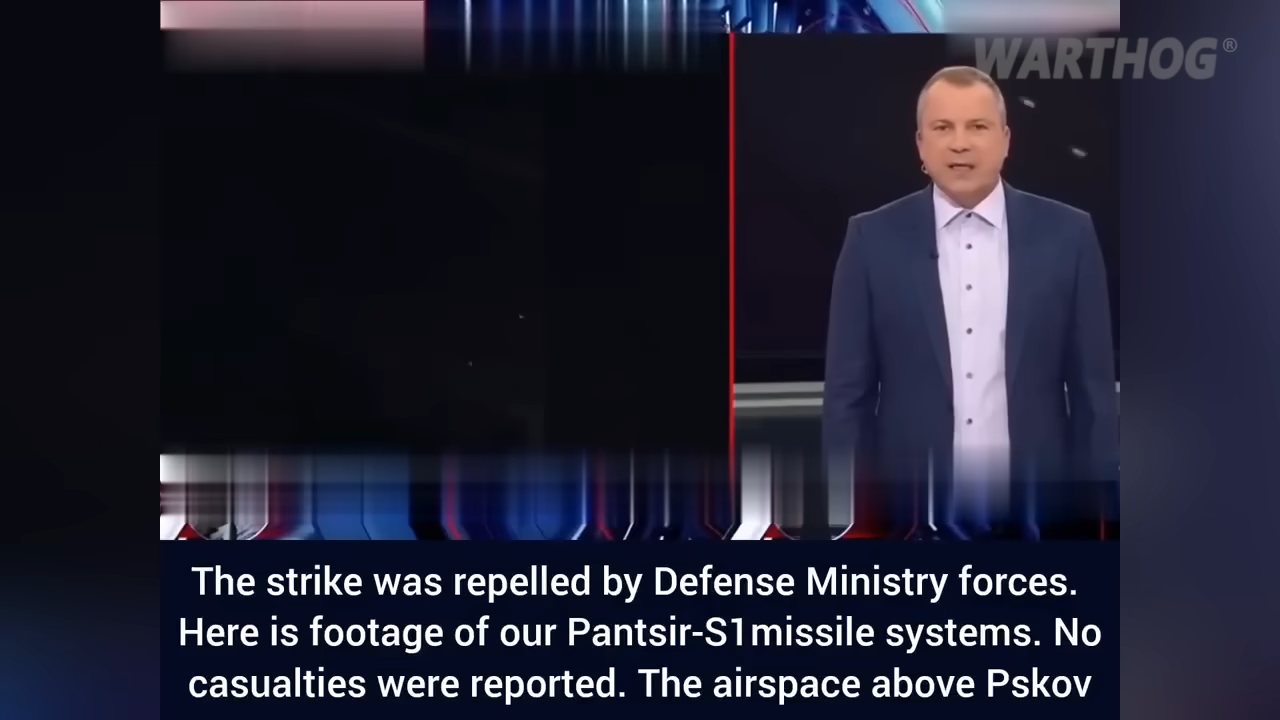 WARTHOG®
The strike was repelled by Defense Ministry forces.
Here is footage of our Pantsir-S1missile systems. No
casualties were reported. The airspace above Pskov